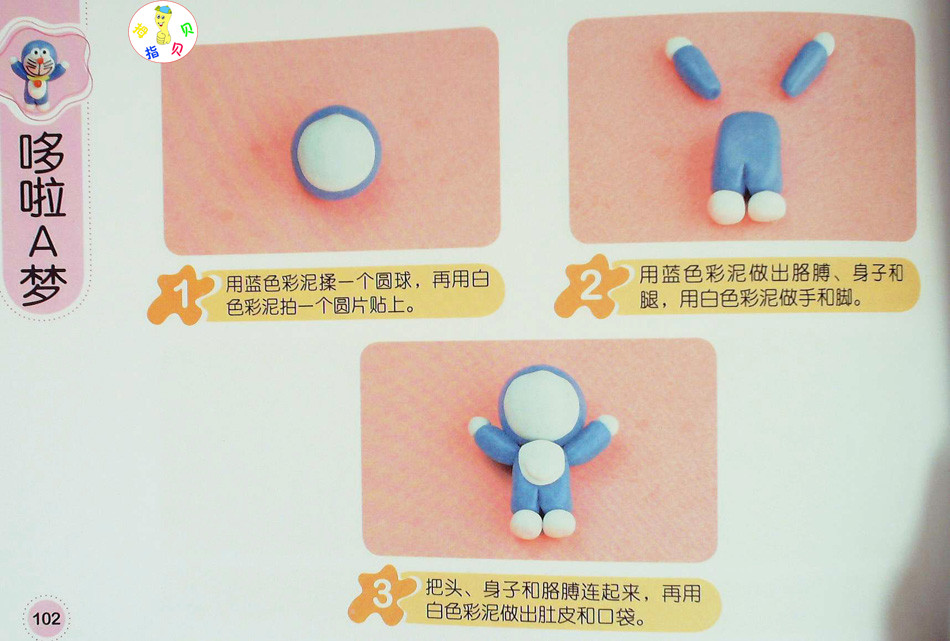 哆啦A梦
1
用蓝色彩泥揉一个圆球，再用白
色彩泥拍一个圆片贴上。
2
用蓝色彩泥做出胳膊、身子和
腿，用白色彩泥做手和脚。
3
把头、身子和胳膊连起来，再用
白色彩泥做出肚皮和口袋。
102
指
贝
贝